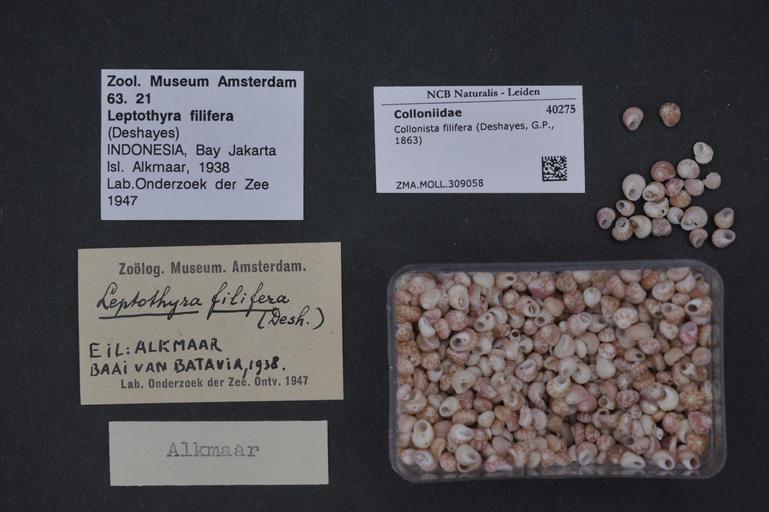 Zool. Museum Amsterdam
63. 21
Leptothyra filifera
(Deshayes)
INDONESIA, Bay Jakarta
Isl. Alkmaar, 1938
Lab.Onderzoek der Zee
1947
NCB Naturalis - Leiden
Colloniidae 40275
Collonista filifera (Deshayes, G.P.,
1863)
ZMA.MOLL.309058
Zoölog. Museum. Amsterdam.
Leptothyra filifera
(Desh.)
EiL: ALKMAAR
BAAi VAN BATAViA, 1938.
Lab. Onderzoek der Zee. Ontv. 1947
Alkmaar